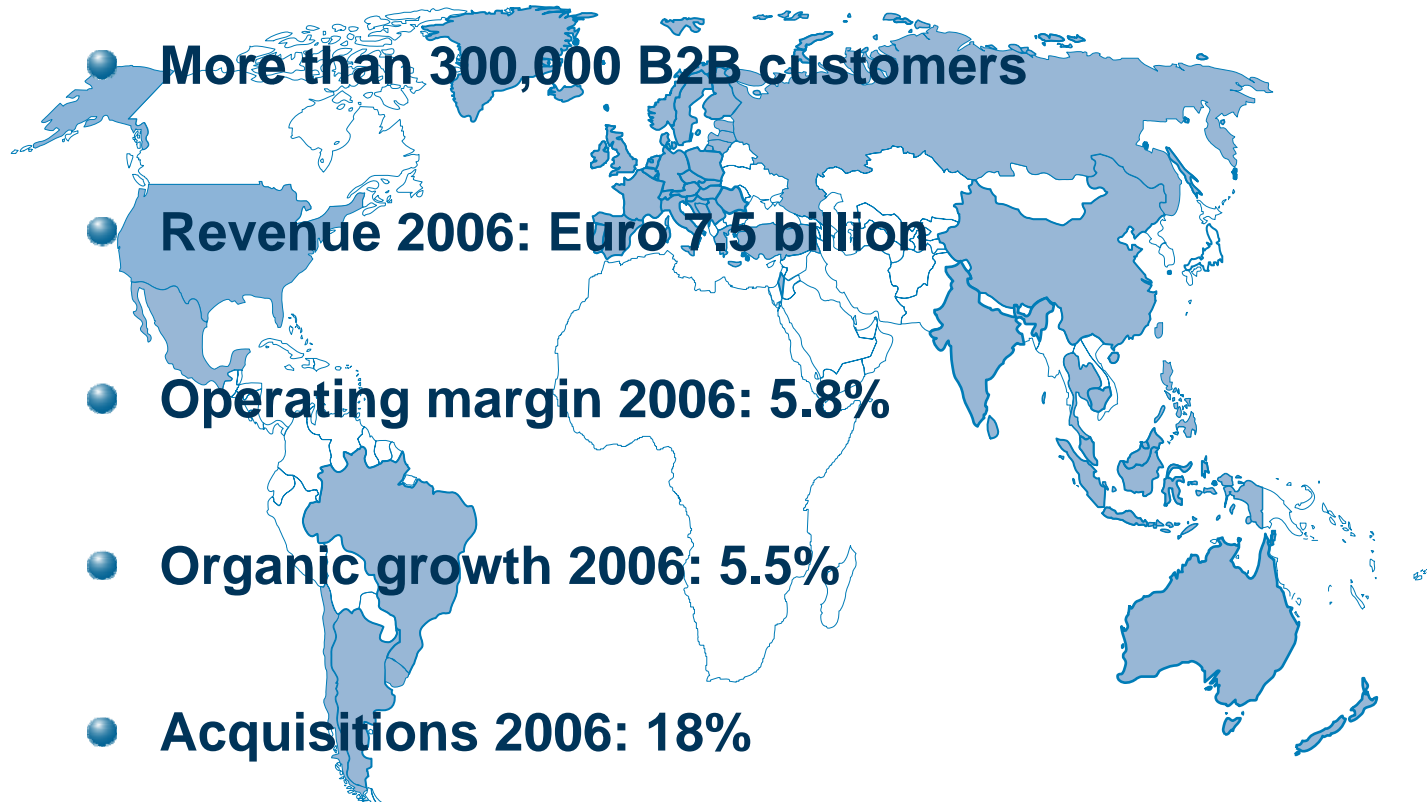 More than 300,000 B2B customers
Revenue 2006: Euro 7.5 billion
Operating margin 2006: 5.8%
Organic growth 2006: 5.5%
Acquisitions 2006: 18%